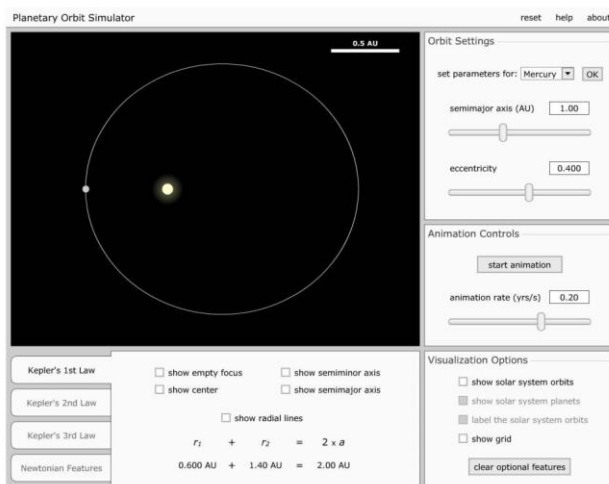 Planetary Orbit Simulator
reset help about
0.5 AU
Orbit Settings
set parameters for: Mercury OK
semimajor axis (AU) 1.00
eccentricity 0.400
Animation Controls
start animation
animation rate (yrs/s) 0.20
Kepler's 1st Law
Kepler's 2nd Law
Kepler's 3rd Law
Newtonian Features
show empty focus show semiminor axis
show center show semimajor axis
show radial lines
r1 + r2 = 2 x a
0.600 AU + 1.40 AU = 2.00 AU
Visualization Options
show solar system orbits
show solar system planets
label the solar system orbits
show grid
clear optional features